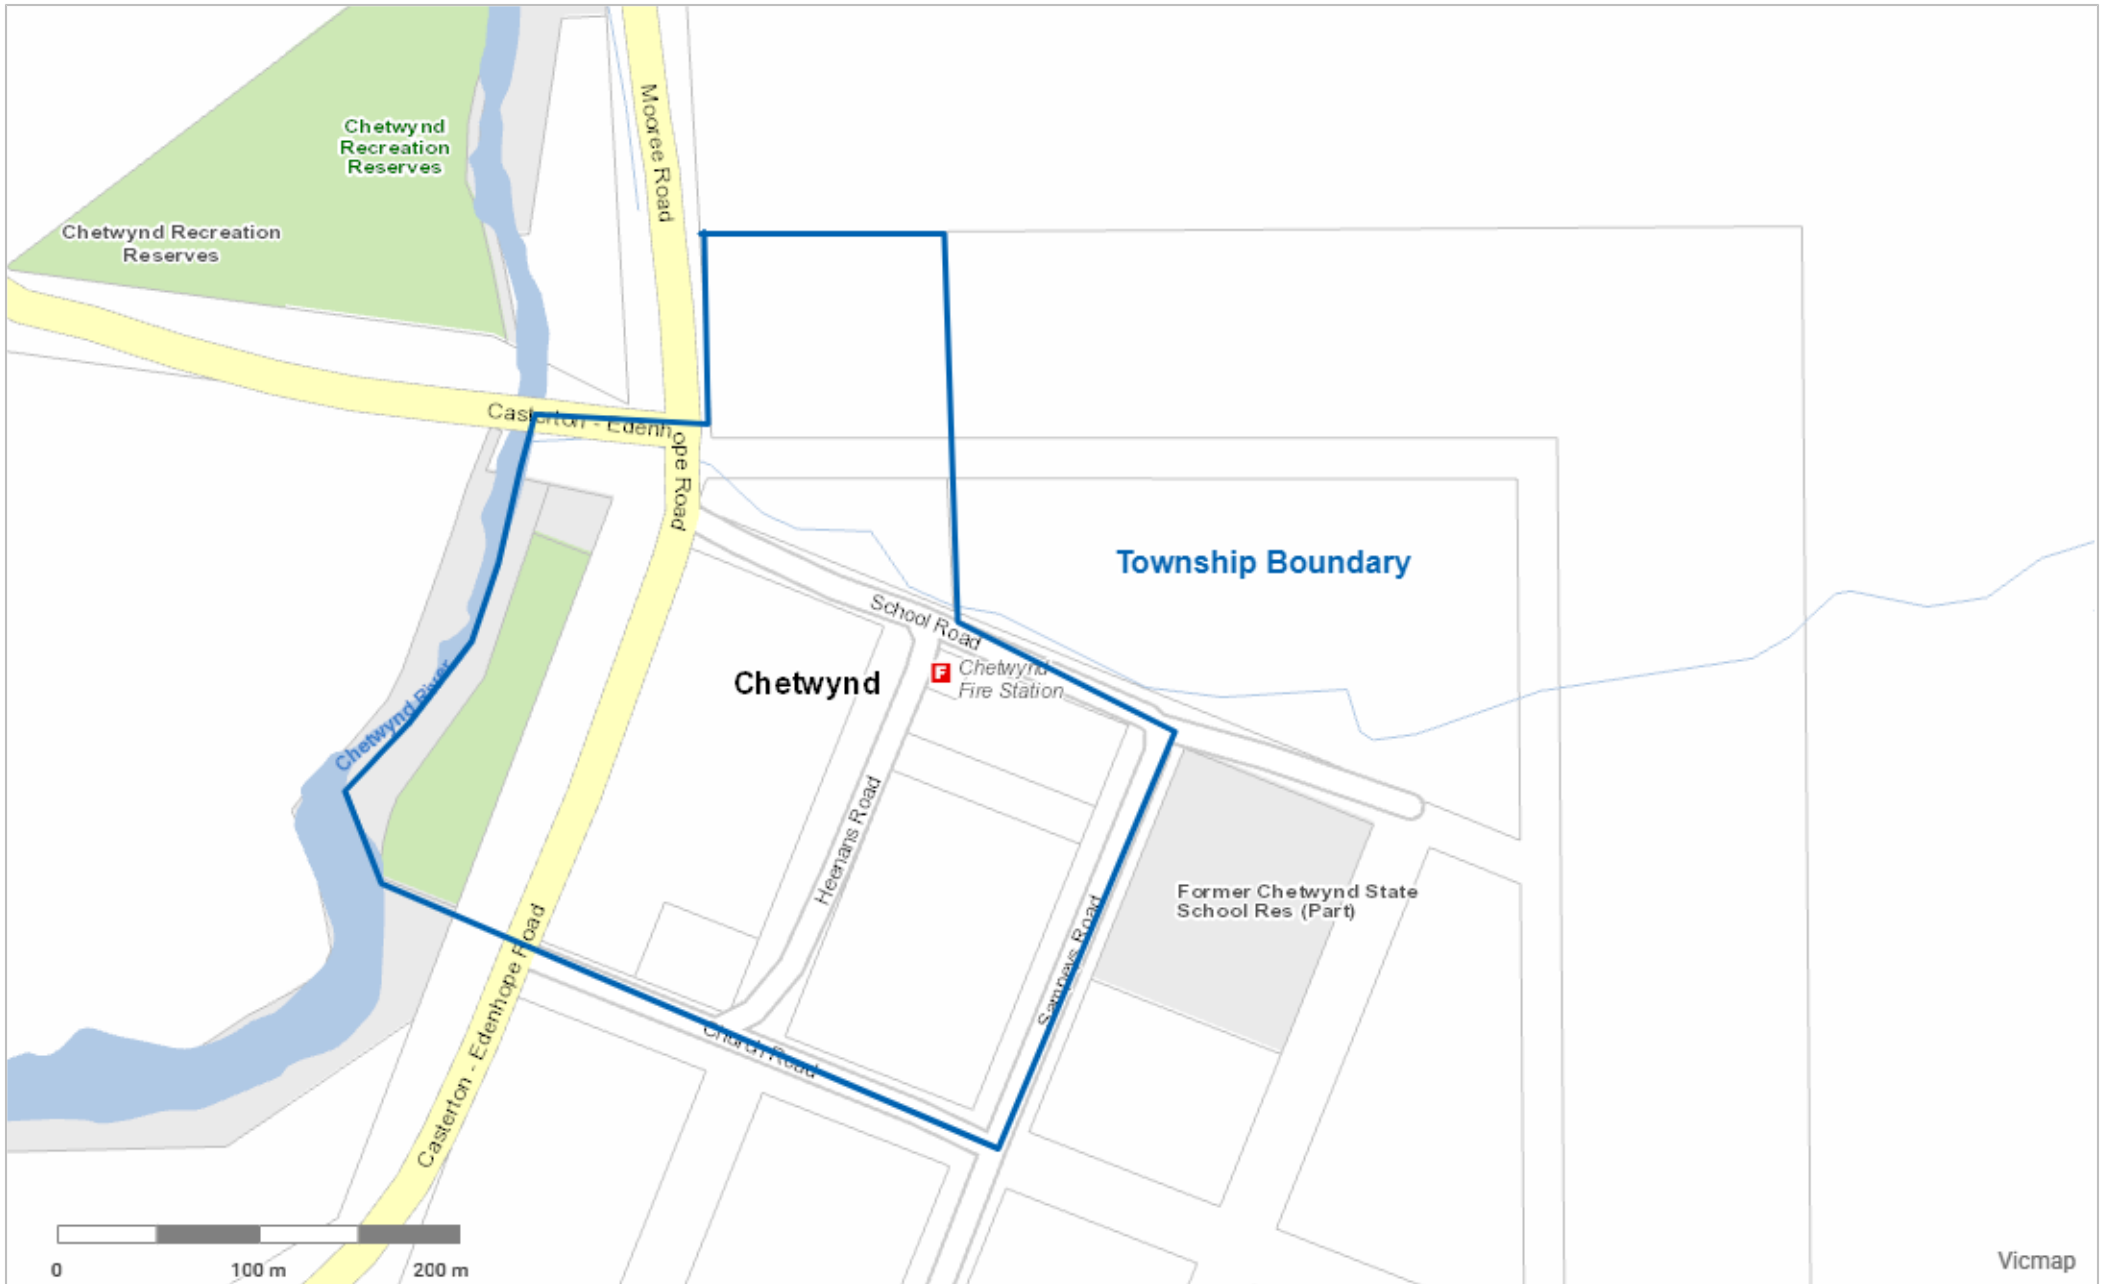 Mooree Road
Chetwynd
Recreation
Reserves
Chetwynd Recreation
Reserves
Casterton - Edenhope Road
Township Boundary
School Road
Chetwynd
F
Chetwynd
Fire Station
Chetwynd River
Heenans Road
Former Chetwynd State
School Res (Part)
Sampeys Road
Casterton - Edenhope Road
Church Road
0
100 m
200 m
Vicmap